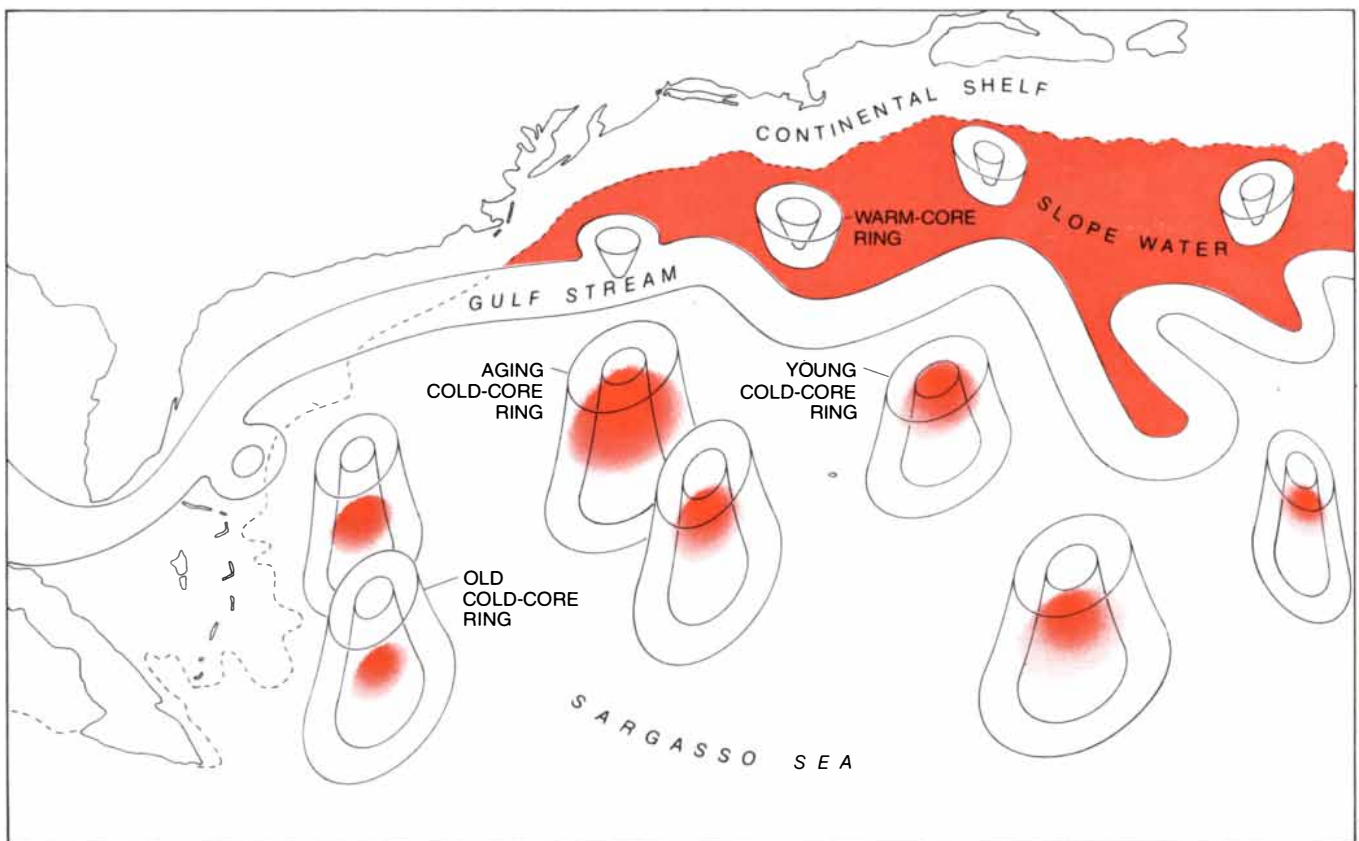 CONTINENTAL SHELF
WARM-CORE
RING
SLOPE WATER
GULF STREAM
AGING
COLD-CORE
RING
YOUNG
COLD-CORE
RING
OLD
COLD-CORE
RING
SARGASSO SEA